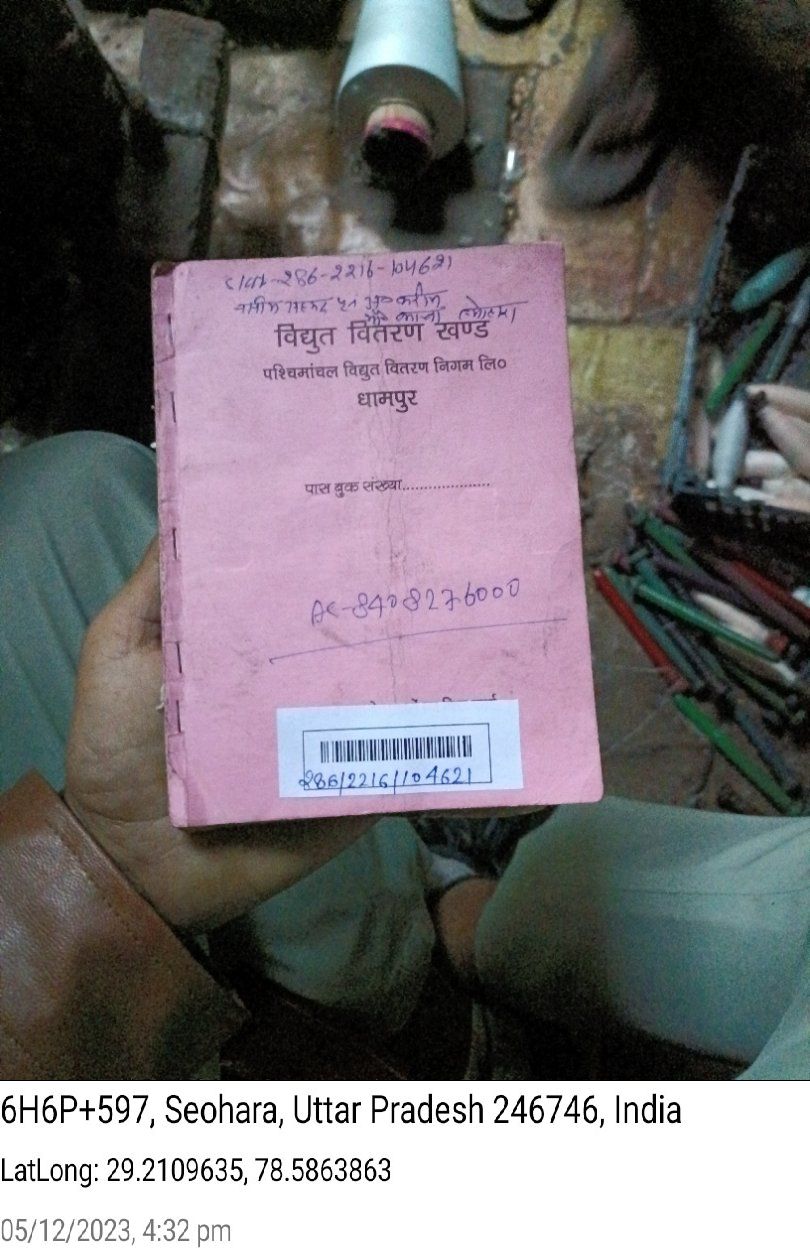 286-2216-104621
विद्युत वितरण खण्ड
पश्चिमांचल विद्युत वितरण निगम लि०
धामपुर
पास बुक संख्या....................
AC-8408276000
286/2216/104621
6H6P+597, Seohara, Uttar Pradesh 246746, India
LatLong: 29.2109635, 78.5863863
05/12/2023, 4:32 pm